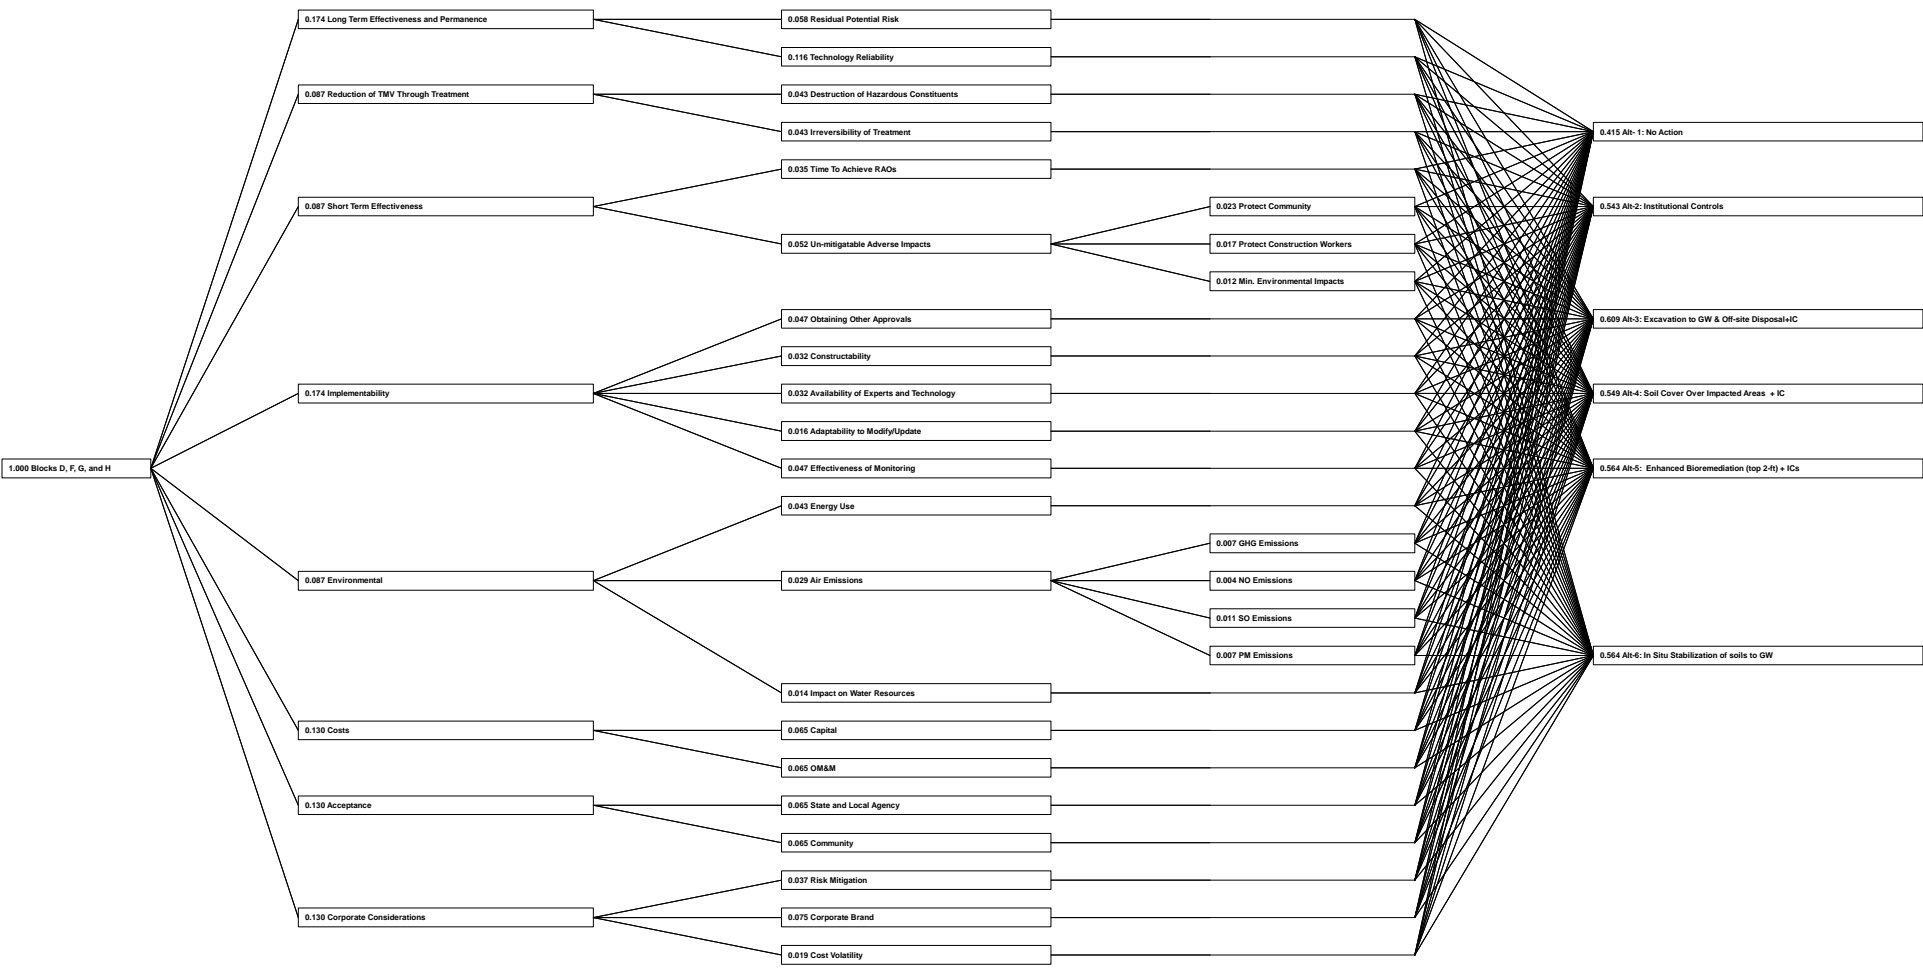 1.000 Blocks D, F, G, and H
0.174 Long Term Effectiveness and Permanence
0.087 Reduction of TMV Through Treatment
0.087 Short Term Effectiveness
0.174 Implementability
0.087 Environmental
0.130 Costs
0.130 Acceptance
0.130 Corporate Considerations
0.058 Residual Potential Risk
0.116 Technology Reliability
0.043 Destruction of Hazardous Constituents
0.043 Irreversibility of Treatment
0.035 Time To Achieve RAOs
0.052 Un-mitigatable Adverse Impacts
0.047 Obtaining Other Approvals
0.032 Constructability
0.032 Availability of Experts and Technology
0.016 Adaptability to Modify/Update
0.047 Effectiveness of Monitoring
0.043 Energy Use
0.029 Air Emissions
0.014 Impact on Water Resources
0.065 Capital
0.065 OM&M
0.065 State and Local Agency
0.065 Community
0.037 Risk Mitigation
0.075 Corporate Brand
0.019 Cost Volatility
0.023 Protect Community
0.017 Protect Construction Workers
0.012 Min. Environmental Impacts
0.007 GHG Emissions
0.004 NO Emissions
0.011 SO Emissions
0.007 PM Emissions
0.415 Alt- 1: No Action
0.543 Alt-2: Institutional Controls
0.609 Alt-3: Excavation to GW & Off-site Disposal+IC
0.549 Alt-4: Soil Cover Over Impacted Areas  + IC
0.564 Alt-5:  Enhanced Bioremediation (top 2-ft) + ICs
0.564 Alt-6: In Situ Stabilization of soils to GW